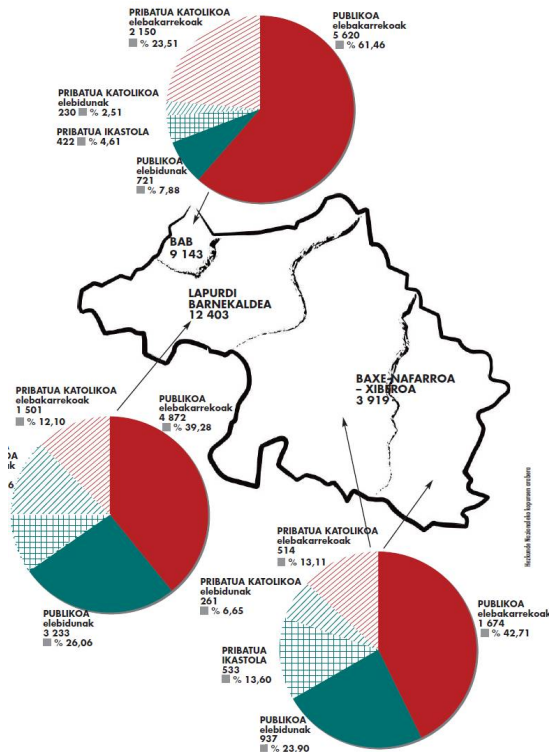 PRIBATUA KATOLIKOA
elebakarrekoak
2 150
% 23,51
PUBLIKOA
elebakarrekoak
5 620
% 61,46
PRIBATUA KATOLIKOA
elebidunak
230 % 2,51
PRIBATUA IKASTOLA
422 % 4,61
PUBLIKOA
elebidunak
721
% 7,88
BAB
9 143
LAPURDI
BARNEKALDEA
12 403
BAXE-NAFARROA
– XIBEROA
3 919
PRIBATUA KATOLIKOA
elebakarrekoak
1 501
% 12,10
PUBLIKOA
elebakarrekoak
4 872
% 39,28
PUBLIKOA
elebidunak
3 233
% 26,06
PRIBATUA KATOLIKOA
elebakarrekoak
514
% 13,11
PRIBATUA KATOLIKOA
elebidunak
261
% 6,65
PRIBATUA
IKASTOLA
533
% 13,60
PUBLIKOA
elebakarrekoak
1 674
% 42,71
PUBLIKOA
elebidunak
937
% 23,90